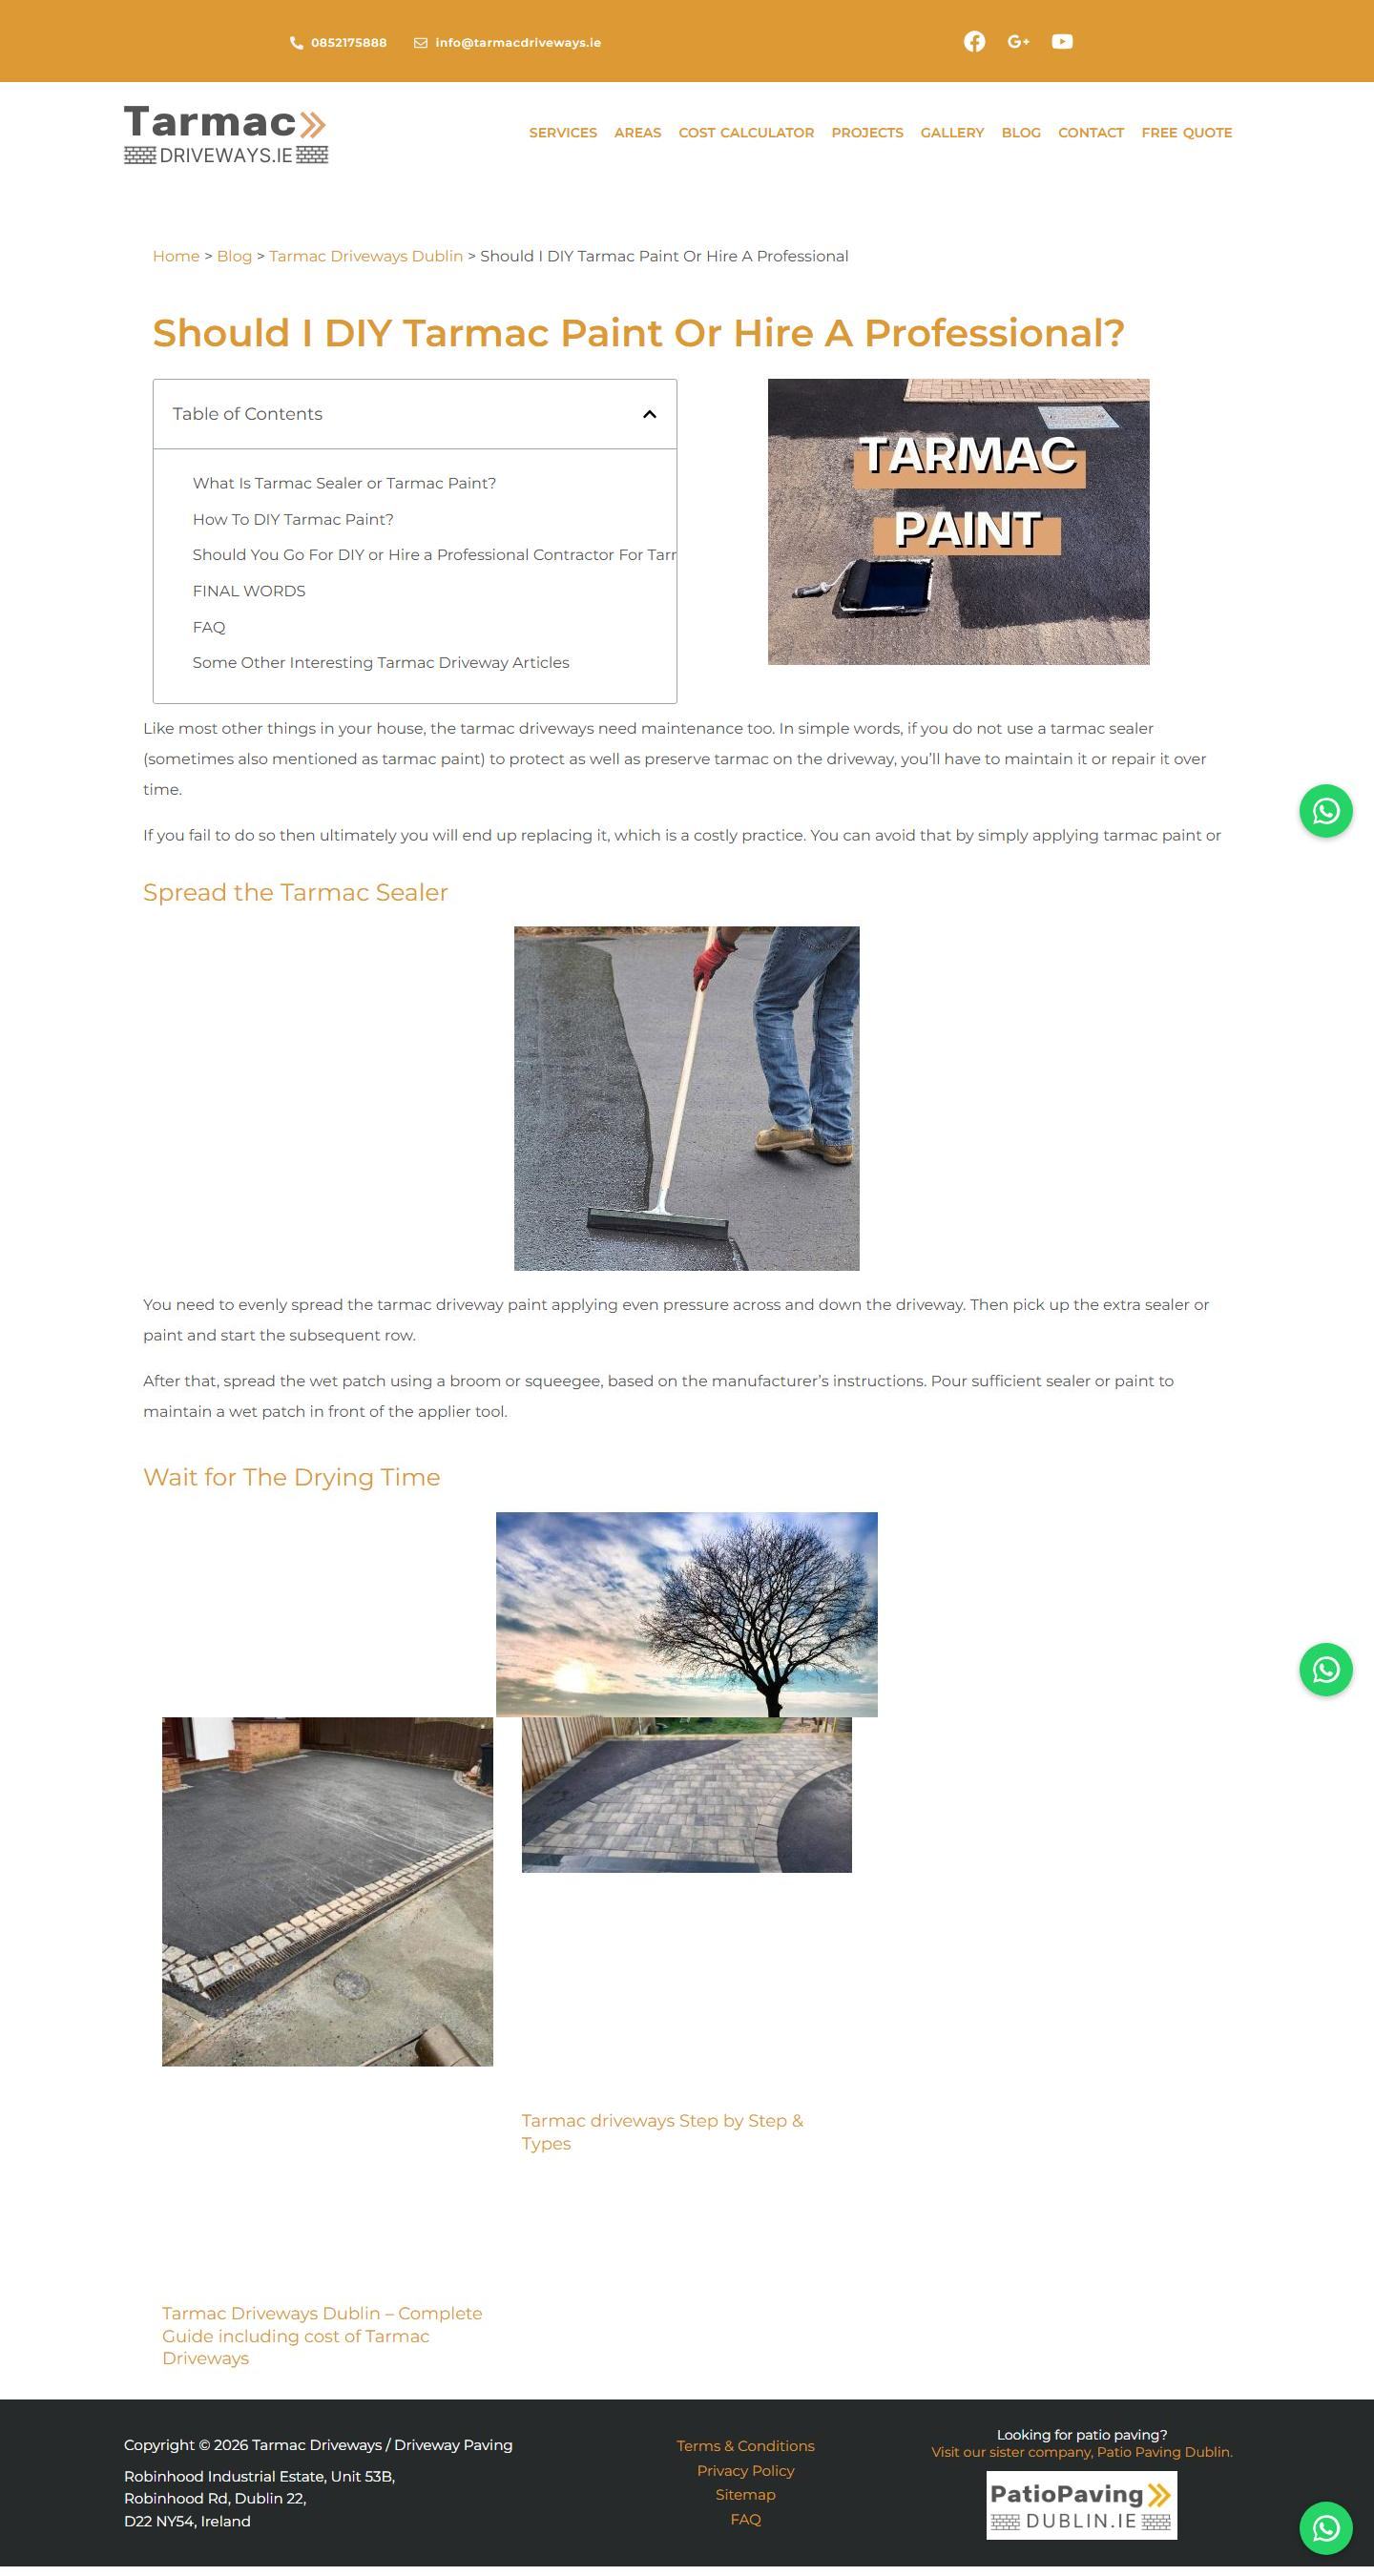 0852175888
info@tarmacdriveways.ie
Tarmac
DRIVEWAYS.IE
SERVICES AREAS COST CALCULATOR PROJECTS GALLERY BLOG CONTACT FREE QUOTE
Home > Blog > Tarmac Driveways Dublin > Should I DIY Tarmac Paint Or Hire A Professional
Should I DIY Tarmac Paint Or Hire A Professional?
Table of Contents
What Is Tarmac Sealer or Tarmac Paint?
How To DIY Tarmac Paint?
Should You Go For DIY or Hire a Professional Contractor For Tarr
FINAL WORDS
FAQ
Some Other Interesting Tarmac Driveway Articles
TARMAC
PAINT
Like most other things in your house, the tarmac driveways need maintenance too. In simple words, if you do not use a tarmac sealer
(sometimes also mentioned as tarmac paint) to protect as well as preserve tarmac on the driveway, you’ll have to maintain it or repair it over
time.
If you fail to do so then ultimately you will end up replacing it, which is a costly practice. You can avoid that by simply applying tarmac paint or
Spread the Tarmac Sealer
You need to evenly spread the tarmac driveway paint applying even pressure across and down the driveway. Then pick up the extra sealer or
paint and start the subsequent row.
After that, spread the wet patch using a broom or squeegee, based on the manufacturer’s instructions. Pour sufficient sealer or paint to
maintain a wet patch in front of the applier tool.
Wait for The Drying Time
Tarmac driveways Step by Step &
Types
Tarmac Driveways Dublin – Complete
Guide including cost of Tarmac
Driveways
Copyright © 2026 Tarmac Driveways / Driveway Paving
Robinhood Industrial Estate, Unit 53B,
Robinhood Rd, Dublin 22,
D22 NY54, Ireland
Terms & Conditions
Privacy Policy
Sitemap
FAQ
Looking for patio paving?
Visit our sister company, Patio Paving Dublin.
PatioPaving
DUBLIN.IE